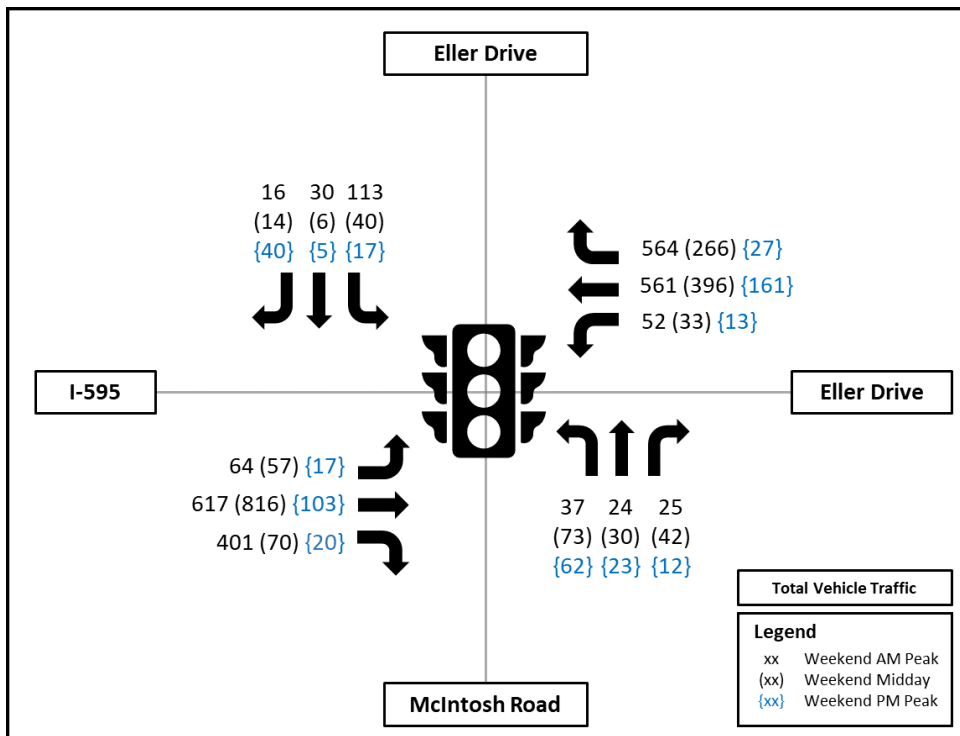 Eller Drive
16 30 113
(14) (6) (40)
{40} {5} {17}
564 (266) {27}
561 (396) {161}
52 (33) {13}
I-595
Eller Drive
64 (57) {17}
617 (816) {103}
401 (70) {20}
37 24 25
(73) (30) (42)
{62} {23} {12}
McIntosh Road
Total Vehicle Traffic
Legend
xx Weekend AM Peak
(xx) Weekend Midday
{xx} Weekend PM Peak